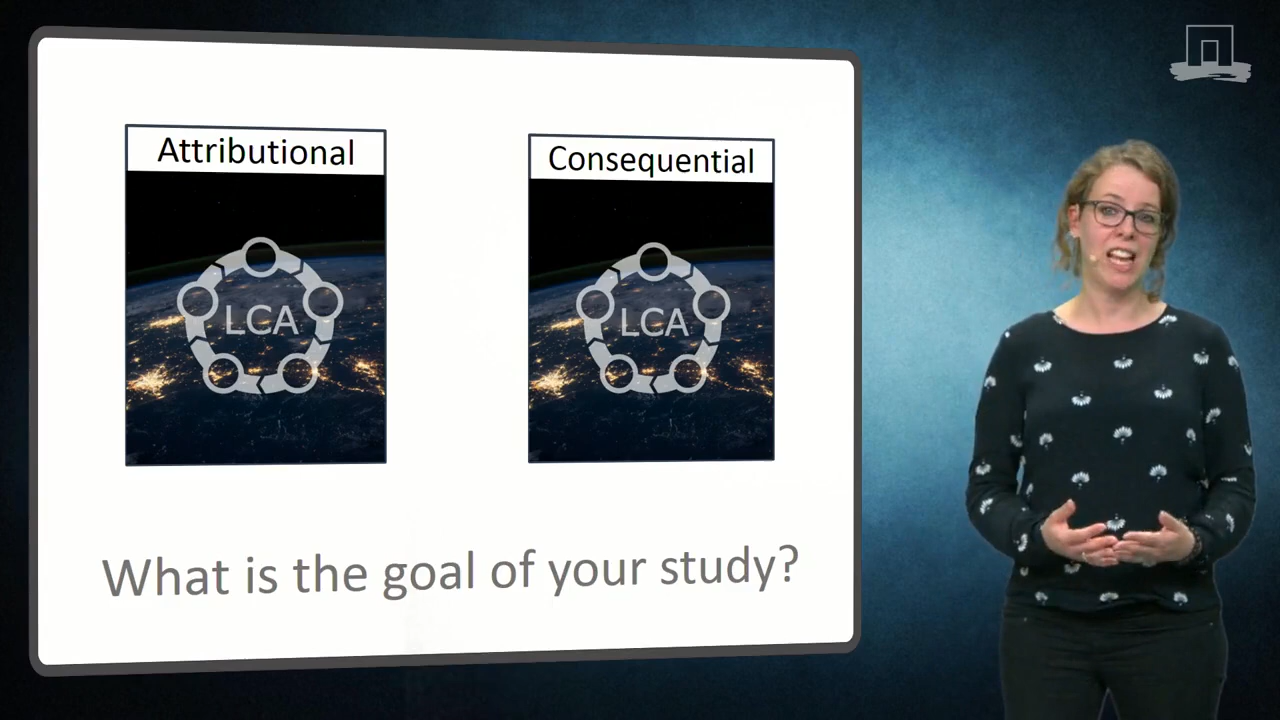 Attributional
Consequential
LCA
LCA
What is the goal of your study?